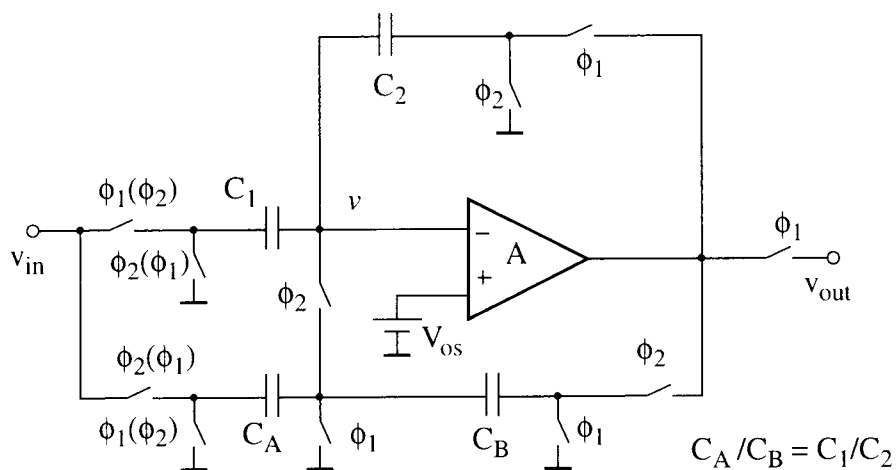 C₂
ϕ₁
ϕ₂
ϕ₁(ϕ₂)
C₁
v
v_in
ϕ₂(ϕ₁)
−
A
+
ϕ₁
v_out
ϕ₂
V_os
ϕ₂(ϕ₁)
ϕ₂
ϕ₁(ϕ₂)
C_A
ϕ₁
C_B
ϕ₁
C_A/C_B = C₁/C₂